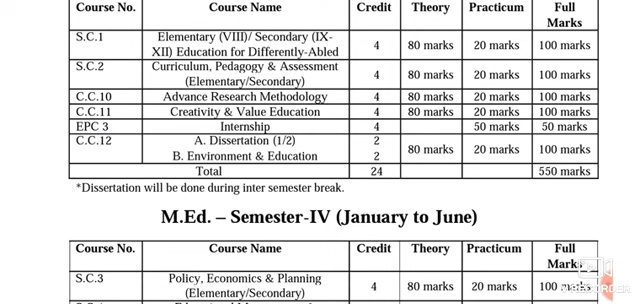 Course No. Course Name Credit Theory Practicum Full Marks
S.C.1 Elementary (VIII)/ Secondary (IX-
XII) Education for Differently-Abled 4 80 marks 20 marks 100 marks
S.C.2 Curriculum, Pedagogy & Assessment
(Elementary/Secondary) 4 80 marks 20 marks 100 marks
C.C.10 Advance Research Methodology 4 80 marks 20 marks 100 marks
C.C.11 Creativity & Value Education 4 80 marks 20 marks 100 marks
EPC 3 Internship 4 50 marks 50 marks
C.C.12 A. Dissertation (1/2) 2
B. Environment & Education 2 80 marks 20 marks 100 marks
Total 24 550 marks
*Dissertation will be done during inter semester break.
M.Ed. – Semester-IV (January to June)
Course No. Course Name Credit Theory Practicum Full
Marks
S.C.3 Policy, Economics & Planning
(Elementary/Secondary) 4 80 marks 20 marks 100 marks